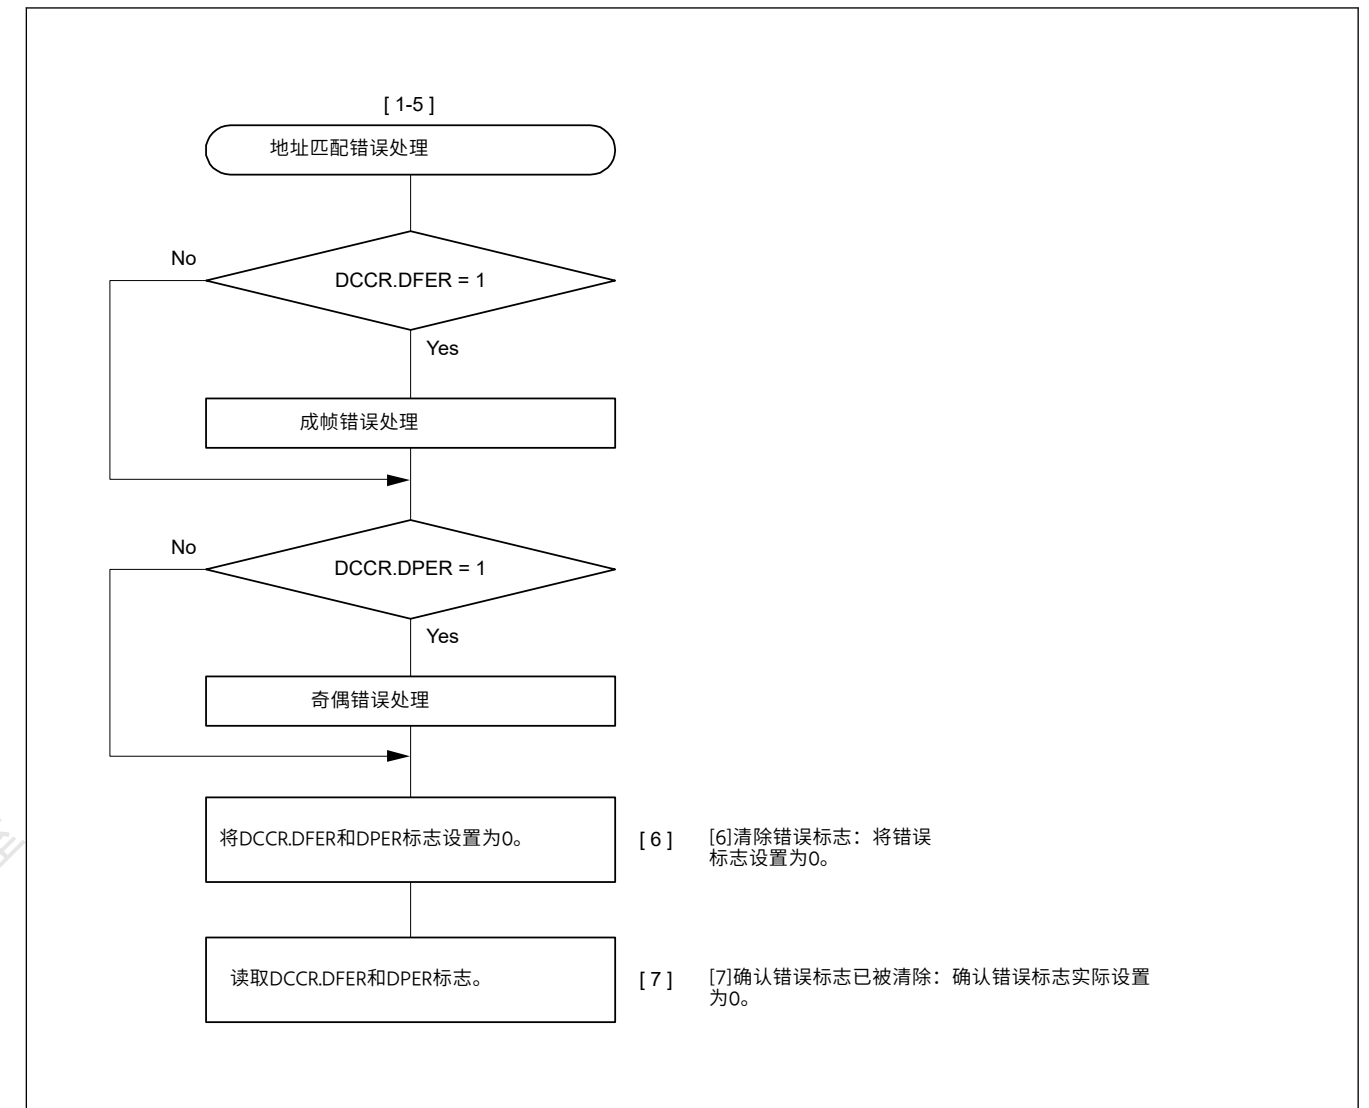 [ 1-5 ]
地址匹配错误处理
No
DCCR.DFER = 1
Yes
成帧错误处理
No
DCCR.DPER = 1
Yes
奇偶错误处理
将DCCR.DFER和DPER标志设置为0。
[ 6 ]
[6]清除错误标志：将错误
标志设置为0。
读取DCCR.DFER和DPER标志。
[ 7 ]
[7]确认错误标志已被清除：确认错误标志实际设置
为0。